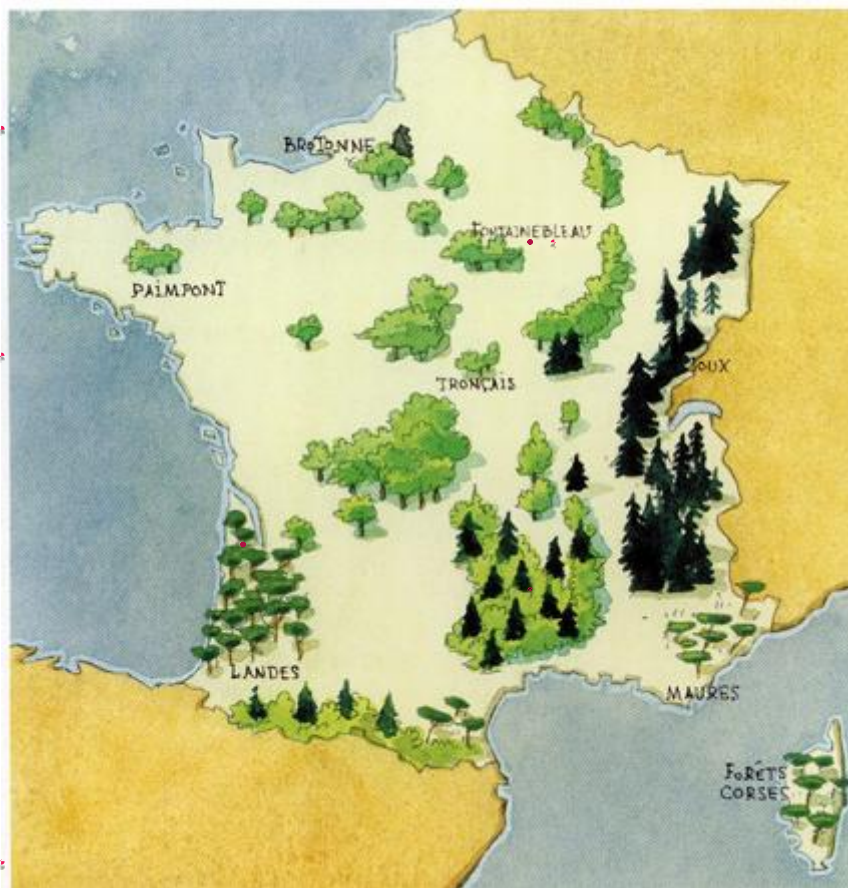 BROTONNE
FONTAINEBLEAU
PAIMPONT
JOUX
TRONÇAIS
LANDES
MAURES
FORÊTS
CORSES